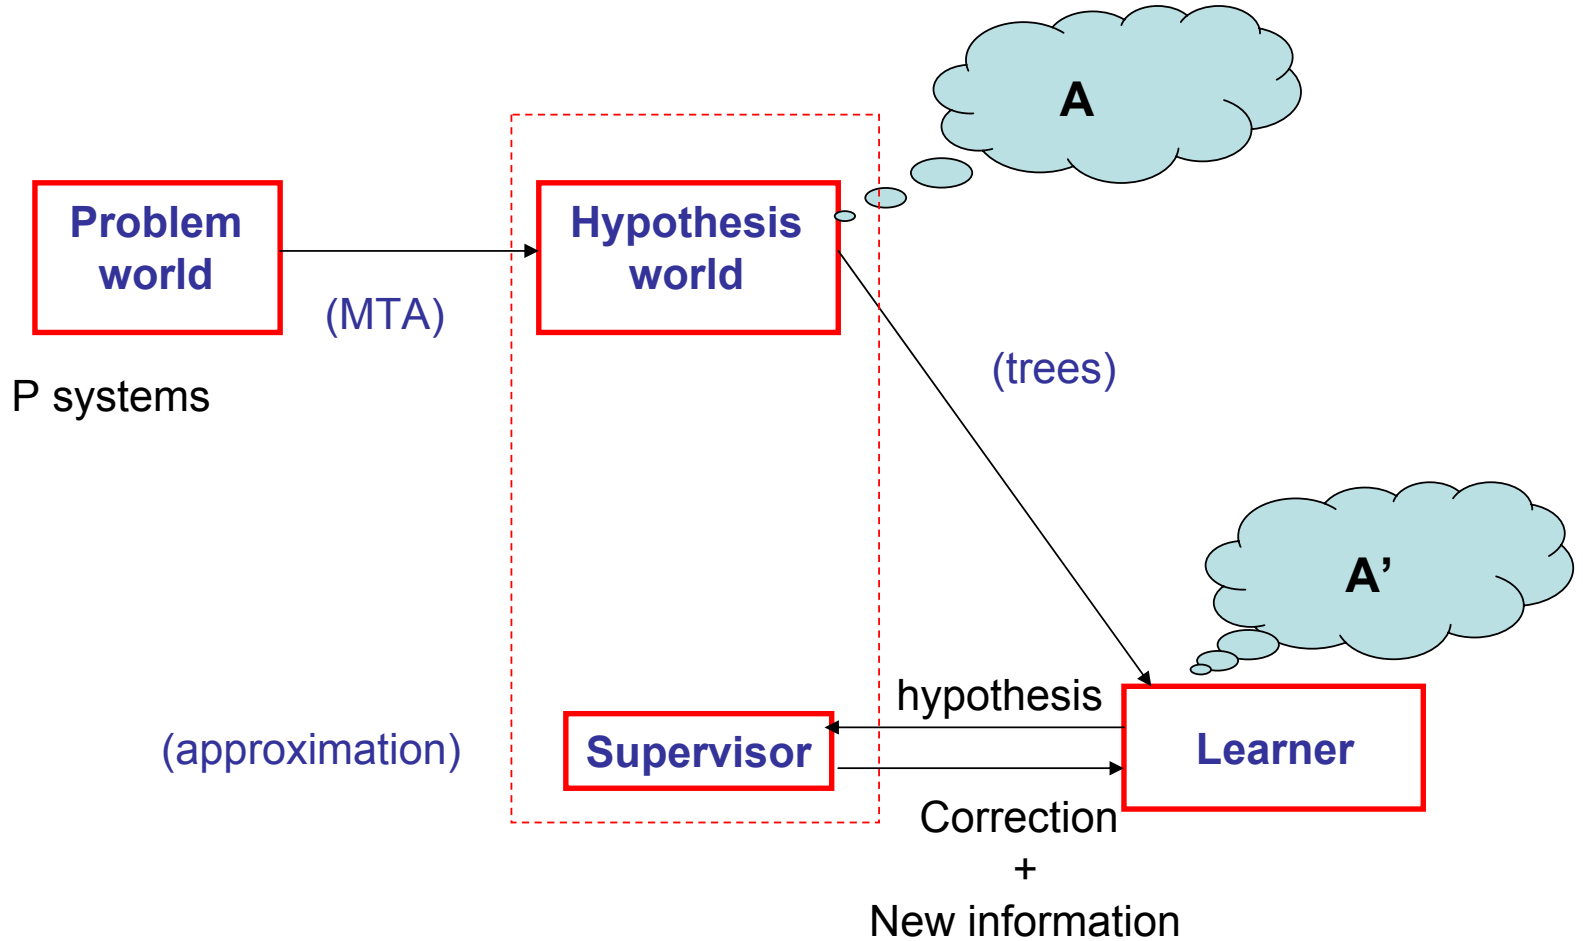 A
Problem
world
Hypothesis
world
(MTA)
(trees)
P systems
A’
hypothesis
(approximation)
Supervisor
Learner
Correction
+
New information